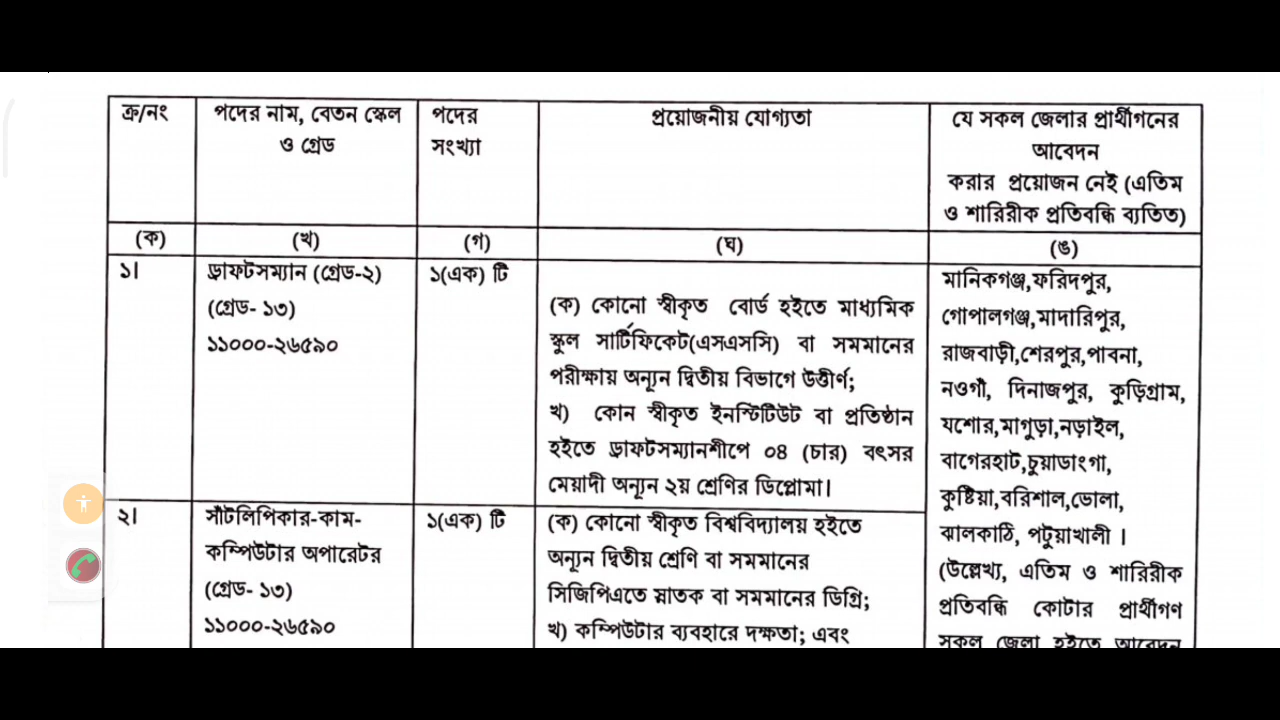 ক্র/নং
পদের নাম, বেতন স্কেল
ও গ্রেড
পদের
সংখ্যা
প্রয়োজনীয় যোগ্যতা
যে সকল জেলার প্রার্থীগনের
আবেদন
করার প্রয়োজন নেই (এতিম
ও শারিরীক প্রতিবন্ধি ব্যতিত)
(ক)
(খ)
(গ)
(ঘ)
(ঙ)
১।
ড্রাফটসম্যান (গ্রেড-২)
(গ্রেড- ১৩)
১১০০০-২৬৫৯০
১(এক) টি
(ক) কোনো স্বীকৃত বোর্ড হইতে মাধ্যমিক
স্কুল সার্টিফিকেট(এসএসসি) বা সমমানের
পরীক্ষায় অন্যূন দ্বিতীয় বিভাগে উত্তীর্ণ;
খ) কোন স্বীকৃত ইনস্টিটিউট বা প্রতিষ্ঠান
হইতে ড্রাফটসম্যানশীপে ০৪ (চার) বৎসর
মেয়াদী অন্যূন ২য় শ্রেণির ডিপ্লোমা।
মানিকগঞ্জ,ফরিদপুর,
গোপালগঞ্জ,মাদারিপুর,
রাজবাড়ী,শেরপুর,পাবনা,
নওগাঁ, দিনাজপুর, কুড়িগ্রাম,
যশোর,মাগুড়া,নড়াইল,
বাগেরহাট,চুয়াডাংগা,
কুষ্টিয়া,বরিশাল,ভোলা,
ঝালকাঠি, পটুয়াখালী ।
(উল্লেখ্য, এতিম ও শারিরীক
প্রতিবন্ধি কোটার প্রার্থীগণ
সকল জেলা হইতে আবেদন
২।
সাঁটলিপিকার-কাম-
কম্পিউটার অপারেটর
(গ্রেড- ১৩)
১১০০০-২৬৫৯০
১(এক) টি
(ক) কোনো স্বীকৃত বিশ্ববিদ্যালয় হইতে
অন্যূন দ্বিতীয় শ্রেণি বা সমমানের
সিজিপিএতে স্নাতক বা সমমানের ডিগ্রি;
খ) কম্পিউটার ব্যবহারে দক্ষতা; এবং